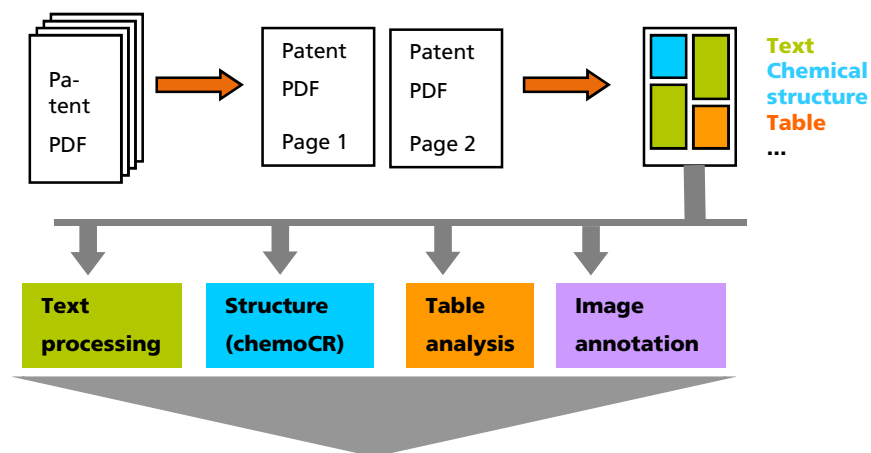 Pa-
tent
PDF
Patent
PDF
Page 1
Patent
PDF
Page 2
Text
Chemical
structure
Table
...
Text
processing
Structure
(chemoCR)
Table
analysis
Image
annotation